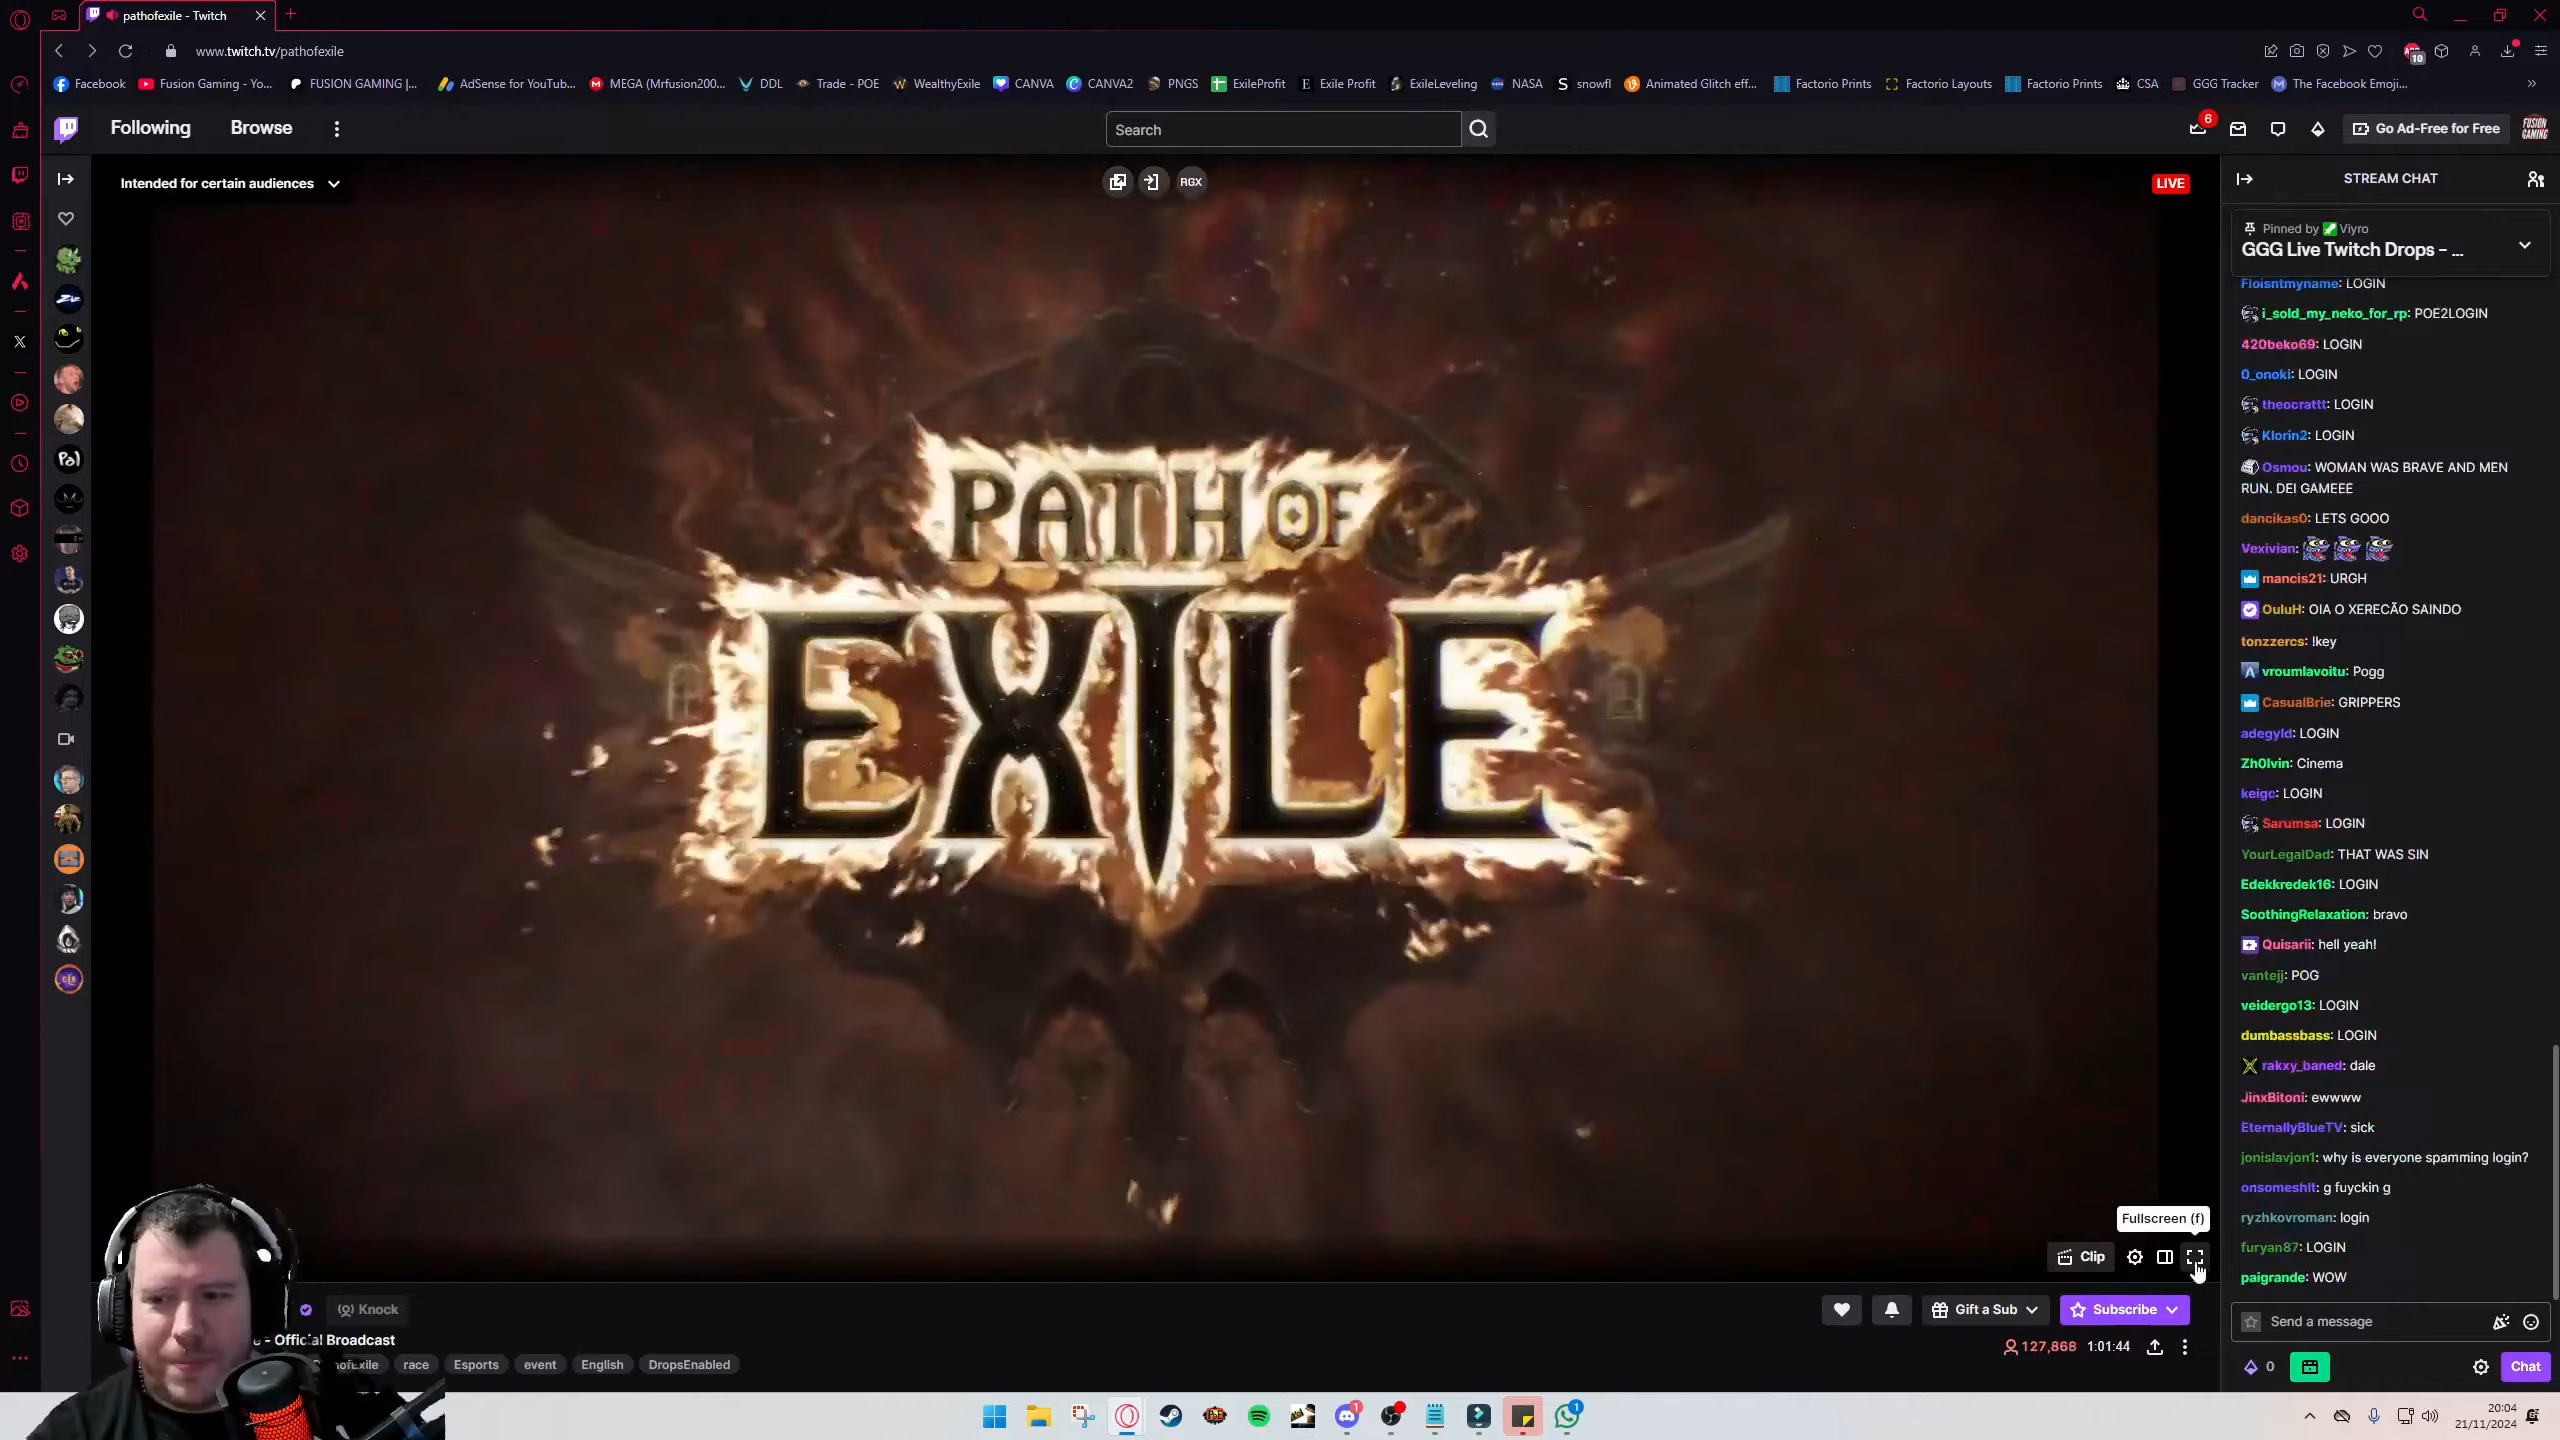 pathofexile - Twitch
www.twitch.tv/pathofexile
10
Facebook
Fusion Gaming - Yo...
FUSION GAMING |...
AdSense for YouTub...
MEGA (Mrfusion200...
DDL
Trade - POE
WealthyExile
CANVA
CANVA2
PNGS
ExileProfit
Exile Profit
ExileLeveling
NASA
snowfl
Animated Glitch eff...
Factorio Prints
Factorio Layouts
Factorio Prints
CSA
GGG Tracker
The Facebook Emoji...
Following
Browse
Search
6
Go Ad-Free for Free
FUSION GAMING
Intended for certain audiences
RGX
LIVE
STREAM CHAT
Pinned by Viyro
GGG Live Twitch Drops - ...
PATH OF
EXILE
Floisntmyname: LOGIN
i_sold_my_neko_for_rp: POE2LOGIN
420beko69: LOGIN
0_onoki: LOGIN
theocrattt: LOGIN
Klorin2: LOGIN
Osmou: WOMAN WAS BRAVE AND MEN
RUN. DEI GAMEEE
dancikas0: LETS GOOO
Vexivian:
mancis21: URGH
OuluH: OIA O XERECÃO SAINDO
tonzzercs: !key
vroumlavoitu: Pogg
CasualBrie: GRIPPERS
adegyld: LOGIN
Zh0lvin: Cinema
keigc: LOGIN
Sarumsa: LOGIN
YourLegalDad: THAT WAS SIN
Edekkredek16: LOGIN
SoothingRelaxation: bravo
Quisarii: hell yeah!
vantejj: POG
veidergo13: LOGIN
dumbassbass: LOGIN
rakxy_baned: dale
JinxBitoni: ewwww
EternallyBlueTV: sick
jonislavjon1: why is everyone spamming login?
onsomeshit: g fuyckin g
ryzhkovroman: login
furyan87: LOGIN
paigrande: WOW
Fullscreen (f)
Clip
Knock
Gift a Sub
Subscribe
- Official Broadcast
race
Esports
event
English
DropsEnabled
127,868
1:01:44
Send a message
0
Chat
1
1
20:04
21/11/2024